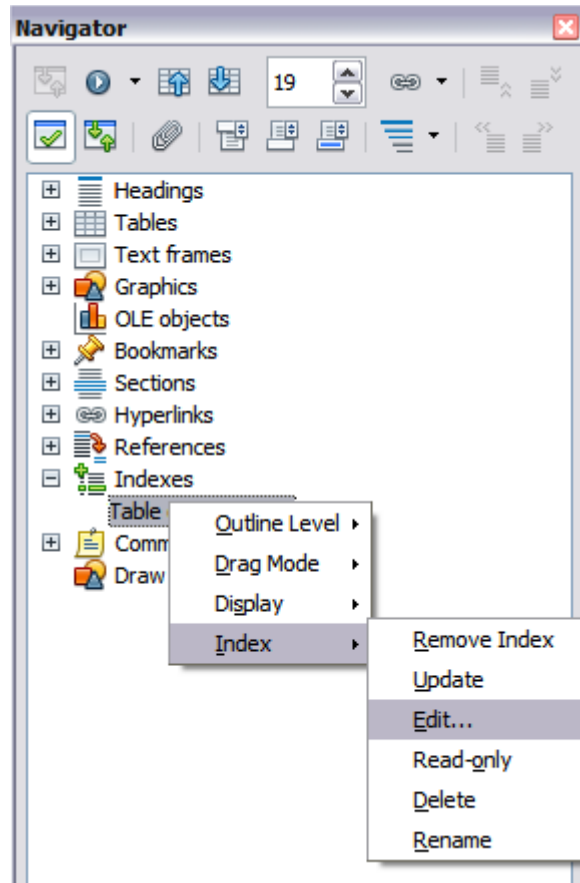 Navigator
19
Headings
Tables
Text frames
Graphics
OLE objects
Bookmarks
Sections
Hyperlinks
References
Indexes
Table
Comm
Draw
Outline Level
Drag Mode
Display
Index
Remove Index
Update
Edit...
Read-only
Delete
Rename